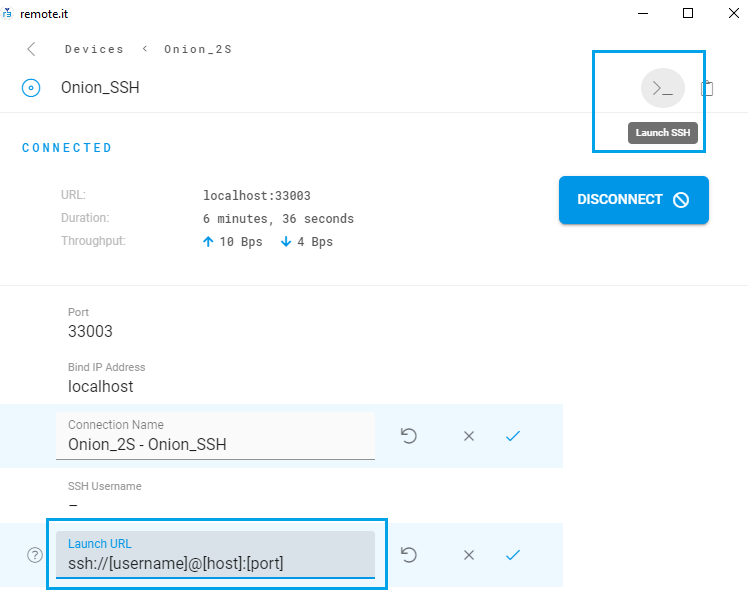 remote.it
Devices < Onion_2S
Onion_SSH
>_
Launch SSH
CONNECTED
URL: localhost:33003
DISCONNECT
Duration: 6 minutes, 36 seconds
Throughput: 10 Bps 4 Bps
Port
33003
Bind IP Address
localhost
Connection Name
Onion_2S - Onion_SSH
SSH Username
–
Launch URL
ssh://[username]@[host]:[port]